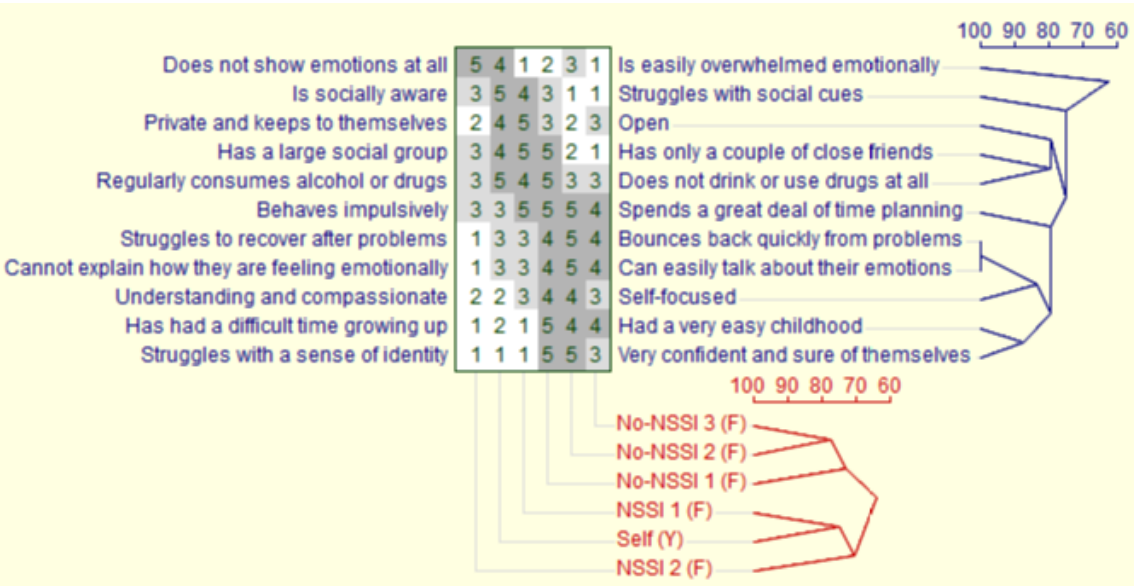 100 90 80 70 60
Does not show emotions at all 5 4 1 2 3 1 Is easily overwhelmed emotionally
Is socially aware 3 5 4 3 1 1 Struggles with social cues
Private and keeps to themselves 2 4 5 3 2 3 Open
Has a large social group 3 4 5 5 2 1 Has only a couple of close friends
Regularly consumes alcohol or drugs 3 5 4 5 3 3 Does not drink or use drugs at all
Behaves impulsively 3 3 5 5 5 4 Spends a great deal of time planning
Struggles to recover after problems 1 3 3 4 5 4 Bounces back quickly from problems
Cannot explain how they are feeling emotionally 1 3 3 4 5 4 Can easily talk about their emotions
Understanding and compassionate 2 2 3 4 4 3 Self-focused
Has had a difficult time growing up 1 2 1 5 4 4 Had a very easy childhood
Struggles with a sense of identity 1 1 1 5 5 3 Very confident and sure of themselves
100 90 80 70 60
No-NSSI 3 (F)
No-NSSI 2 (F)
No-NSSI 1 (F)
NSSI 1 (F)
Self (Y)
NSSI 2 (F)